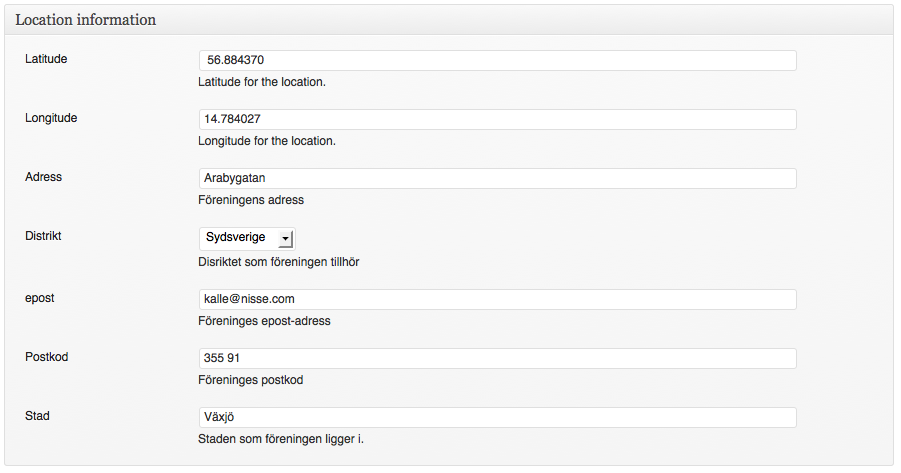 Location information
Latitude
56.884370
Latitude for the location.
Longitude
14.784027
Longitude for the location.
Adress
Arabygatan
Föreningens adress
Distrikt
Sydsverige
Disriktet som föreningen tillhör
epost
kalle@nisse.com
Föreninges epost-adress
Postkod
355 91
Föreninges postkod
Stad
Växjö
Staden som föreningen ligger i.